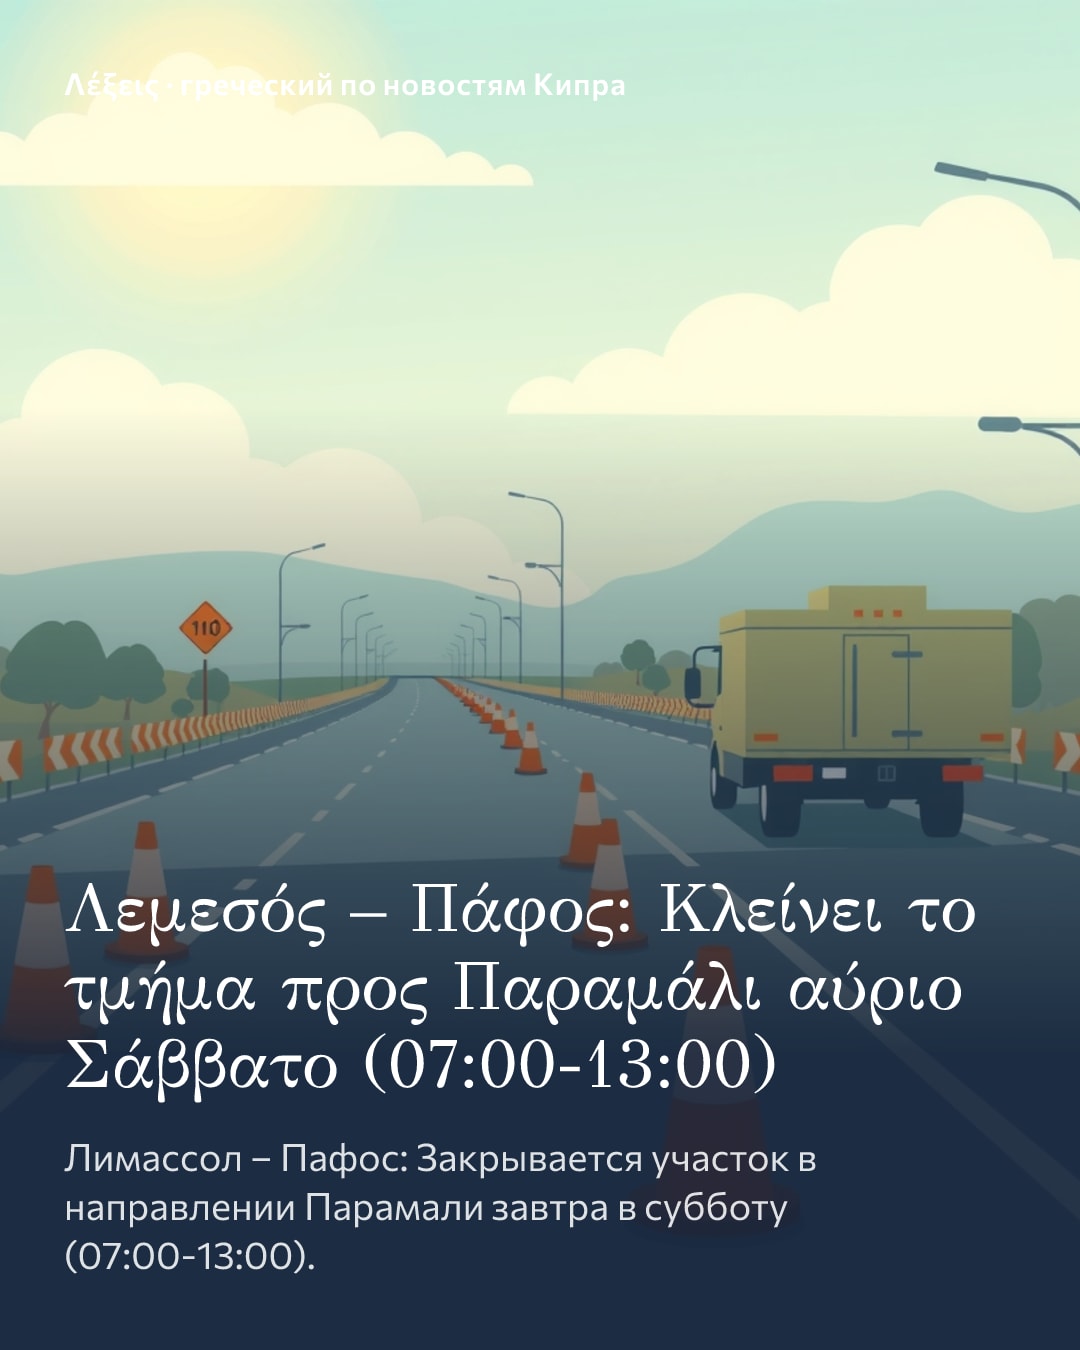 Λέξεις · греческий по новостям Кипра
110
Λεμεσός – Πάφος: Κλείνει το
τμήμα προς Παραμάλι αύριο
Σάββατο (07:00-13:00)
Лимассол – Пафос: Закрывается участок в
направлении Парамали завтра в субботу
(07:00-13:00).